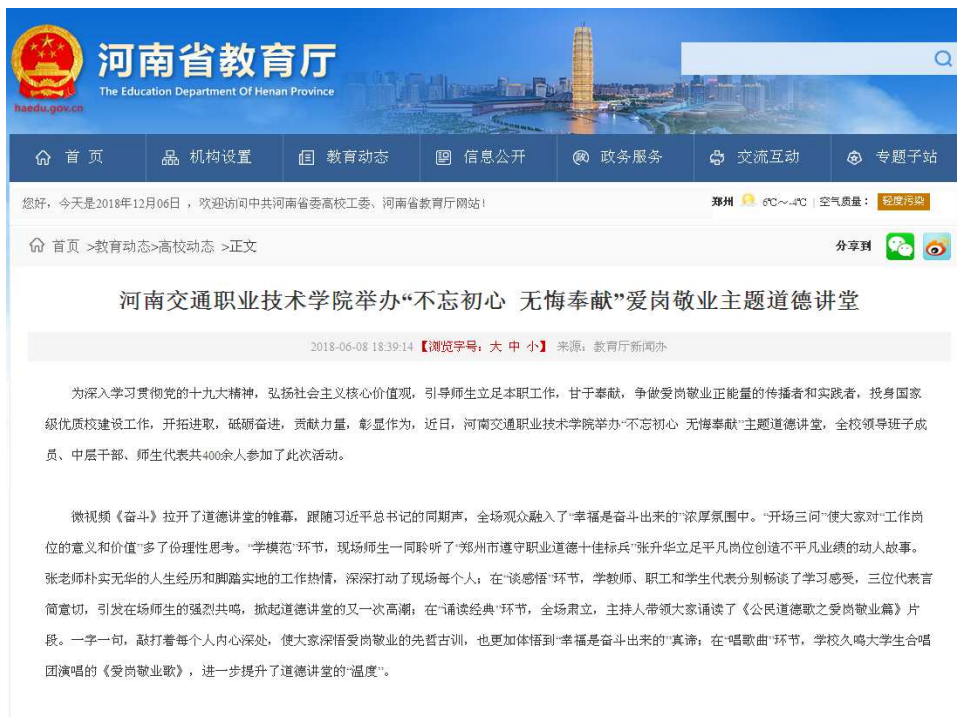 河南省教育厅
The Education Department Of Henan Province
haedu.gov.cn
首 页 机构设置 教育动态 信息公开 政务服务 交流互动 专题子站
您好，今天是2018年12月06日 ，欢迎访问中共河南省委高校工委、河南省教育厅网站! 郑州 6℃～-4℃ | 空气质量： 轻度污染
首页 >教育动态>高校动态 >正文 分享到
河南交通职业技术学院举办“不忘初心 无悔奉献”爱岗敬业主题道德讲堂
2018-06-08 18:39:14 【浏览字号：大 中 小】 来源：教育厅新闻办
为深入学习贯彻党的十九大精神，弘扬社会主义核心价值观，引导师生立足本职工作，甘于奉献，争做爱岗敬业正能量的传播者和实践者，投身国家
级优质校建设工作，开拓进取，砥砺奋进，贡献力量，彰显作为，近日，河南交通职业技术学院举办“不忘初心 无悔奉献”主题道德讲堂，全校领导班子成
员、中层干部、师生代表共400余人参加了此次活动。
微视频《奋斗》拉开了道德讲堂的帷幕，跟随习近平总书记的同期声，全场观众融入了“幸福是奋斗出来的”浓厚氛围中。“开场三问”使大家对“工作岗
位的意义和价值”多了份理性思考。“学模范”环节，现场师生一同聆听了“郑州市遵守职业道德十佳标兵”张升华立足平凡岗位创造不平凡业绩的动人故事。
张老师朴实无华的人生经历和脚踏实地的工作热情，深深打动了现场每个人；在“谈感悟”环节，学教师、职工和学生代表分别畅谈了学习感受，三位代表言
简意切，引发在场师生的强烈共鸣，掀起道德讲堂的又一次高潮；在“诵读经典”环节，全场肃立，主持人带领大家诵读了《公民道德歌之爱岗敬业篇》片
段。一字一句，敲打着每个人内心深处，使大家深悟爱岗敬业的先哲古训，也更加体悟到“幸福是奋斗出来的”真谛；在“唱歌曲”环节，学校久鸣大学生合唱
团演唱的《爱岗敬业歌》，进一步提升了道德讲堂的“温度”。